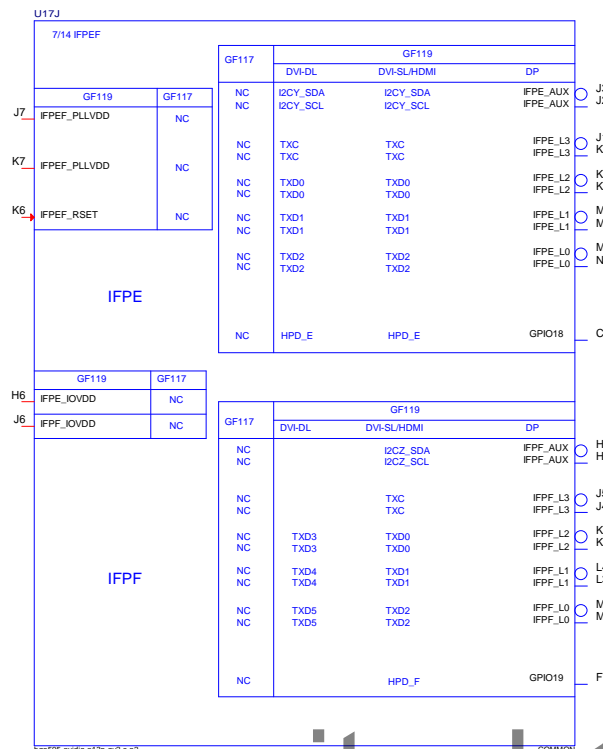 U17J
7/14 IFPEF
GF117 GF119
DVI-DL DVI-SL/HDMI DP
NC I2CY_SDA I2CY_SDA IFPE_AUX
NC I2CY_SCL I2CY_SCL IFPE_AUX
GF119 GF117
J7 IFPEF_PLLVDD NC
NC TXC TXC IFPE_L3
NC TXC TXC IFPE_L3
K7 IFPEF_PLLVDD NC
NC TXD0 TXD0 IFPE_L2
NC TXD0 TXD0 IFPE_L2
K6 IFPEF_RSET NC
NC TXD1 TXD1 IFPE_L1
NC TXD1 TXD1 IFPE_L1
NC TXD2 TXD2 IFPE_L0
NC TXD2 TXD2 IFPE_L0
IFPE
NC HPD_E HPD_E GPIO18
GF119 GF117
H6 IFPE_IOVDD NC
J6 IFPF_IOVDD NC
GF117 GF119
DVI-DL DVI-SL/HDMI DP
NC I2CZ_SDA IFPF_AUX
NC I2CZ_SCL IFPF_AUX
NC TXC IFPF_L3
NC TXC IFPF_L3
NC TXD3 TXD0 IFPF_L2
NC TXD3 TXD0 IFPF_L2
IFPF
NC TXD4 TXD1 IFPF_L1
NC TXD4 TXD1 IFPF_L1
NC TXD5 TXD2 IFPF_L0
NC TXD5 TXD2 IFPF_L0
NC HPD_F GPIO19
COMMON